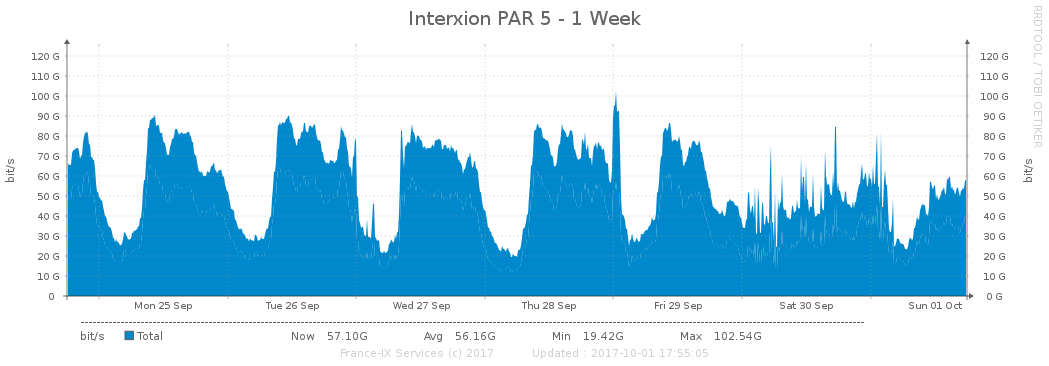 Interxion PAR 5 - 1 Week
RRDTOOL / TOBI OETIKER
bit/s
bit/s
120 G 120 G
110 G 110 G
100 G 100 G
90 G 90 G
80 G 80 G
70 G 70 G
60 G 60 G
50 G 50 G
40 G 40 G
30 G 30 G
20 G 20 G
10 G 10 G
0 0 G
Mon 25 Sep Tue 26 Sep Wed 27 Sep Thu 28 Sep Fri 29 Sep Sat 30 Sep Sun 01 Oct
bit/s Total Now 57.10G Avg 56.16G Min 19.42G Max 102.54G
France-IX Services (c) 2017 Updated : 2017-10-01 17:55:05